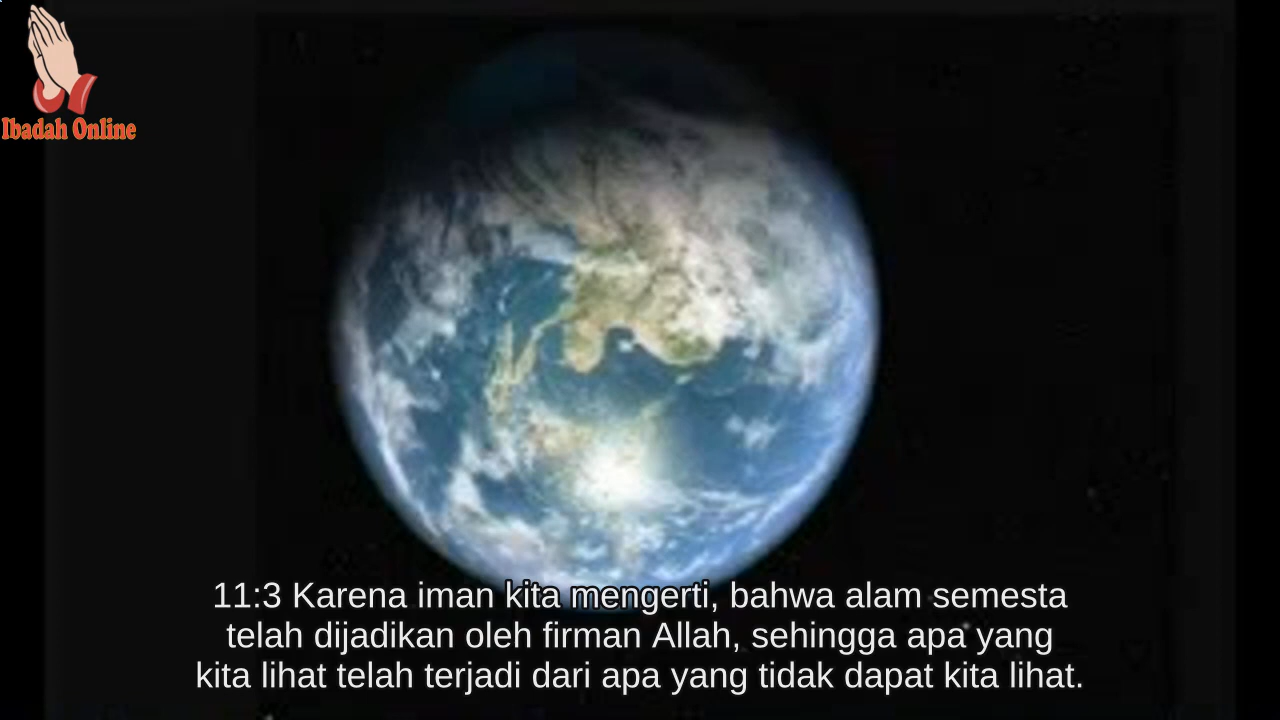 Ibadah Online
11:3 Karena iman kita mengerti, bahwa alam semesta
telah dijadikan oleh firman Allah, sehingga apa yang
kita lihat telah terjadi dari apa yang tidak dapat kita lihat.